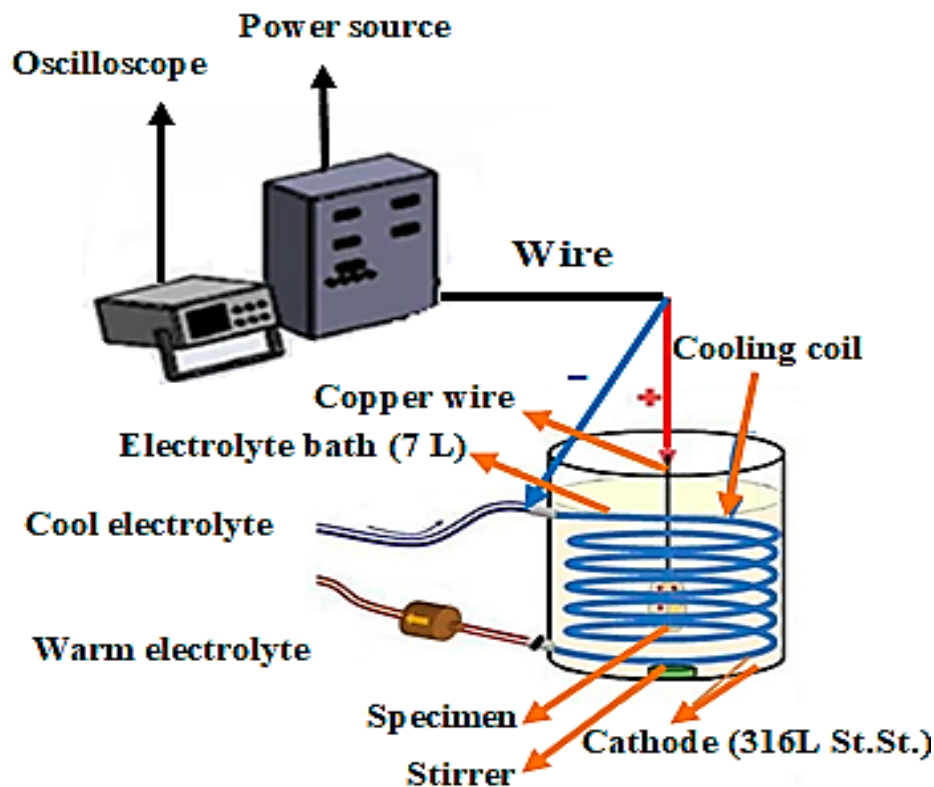 Power source
Oscilloscope
Wire
Cooling coil
–
+
Copper wire
Electrolyte bath (7 L)
Cool electrolyte
Warm electrolyte
Specimen
Cathode (316L St.St.)
Stirrer